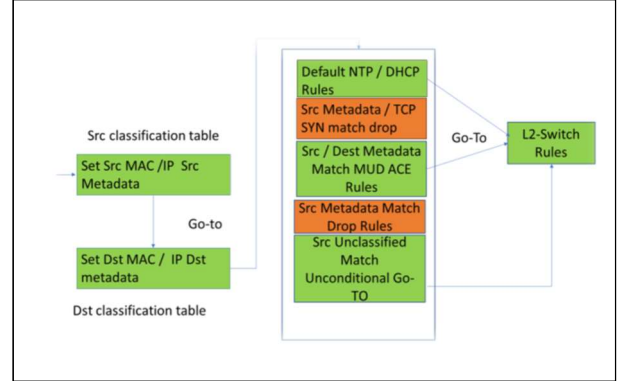 Src classification table
Set Src MAC /IP Src
Metadata
Go-to
Set Dst MAC / IP Dst
metadata
Dst classification table
Default NTP / DHCP
Rules
Src Metadata / TCP
SYN match drop
Src / Dest Metadata
Match MUD ACE
Rules
Src Metadata Match
Drop Rules
Src Unclassified
Match
Unconditional Go-
TO
Go-To
L2-Switch
Rules